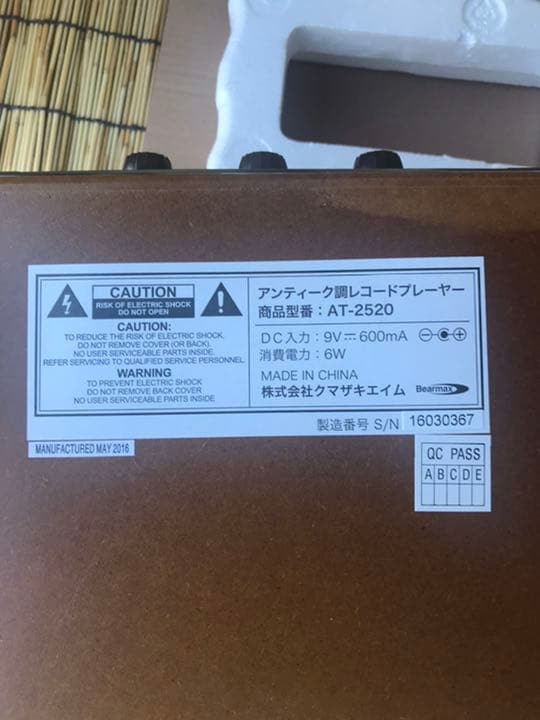 CAUTION
RISK OF ELECTRIC SHOCK
DO NOT OPEN
CAUTION:
TO REDUCE THE RISK OF ELECTRIC SHOCK.
DO NOT REMOVE COVER (OR BACK).
NO USER SERVICEABLE PARTS INSIDE.
REFER SERVICING TO QUALIFIED SERVICE PERSONNEL.
WARNING
TO PREVENT ELECTRIC SHOCK
DO NOT REMOVE BACK COVER
NO USER SERVICEABLE PARTS/INSIDE
アンティーク調レコードプレーヤー
商品型番：AT-2520
DC入力：9V⎓600mA
消費電力：6W
MADE IN CHINA
株式会社クマザキエイム Bearmax
製造番号 S/N 16030367
MANUFACTURED MAY 2016
QC PASS
A B C D E